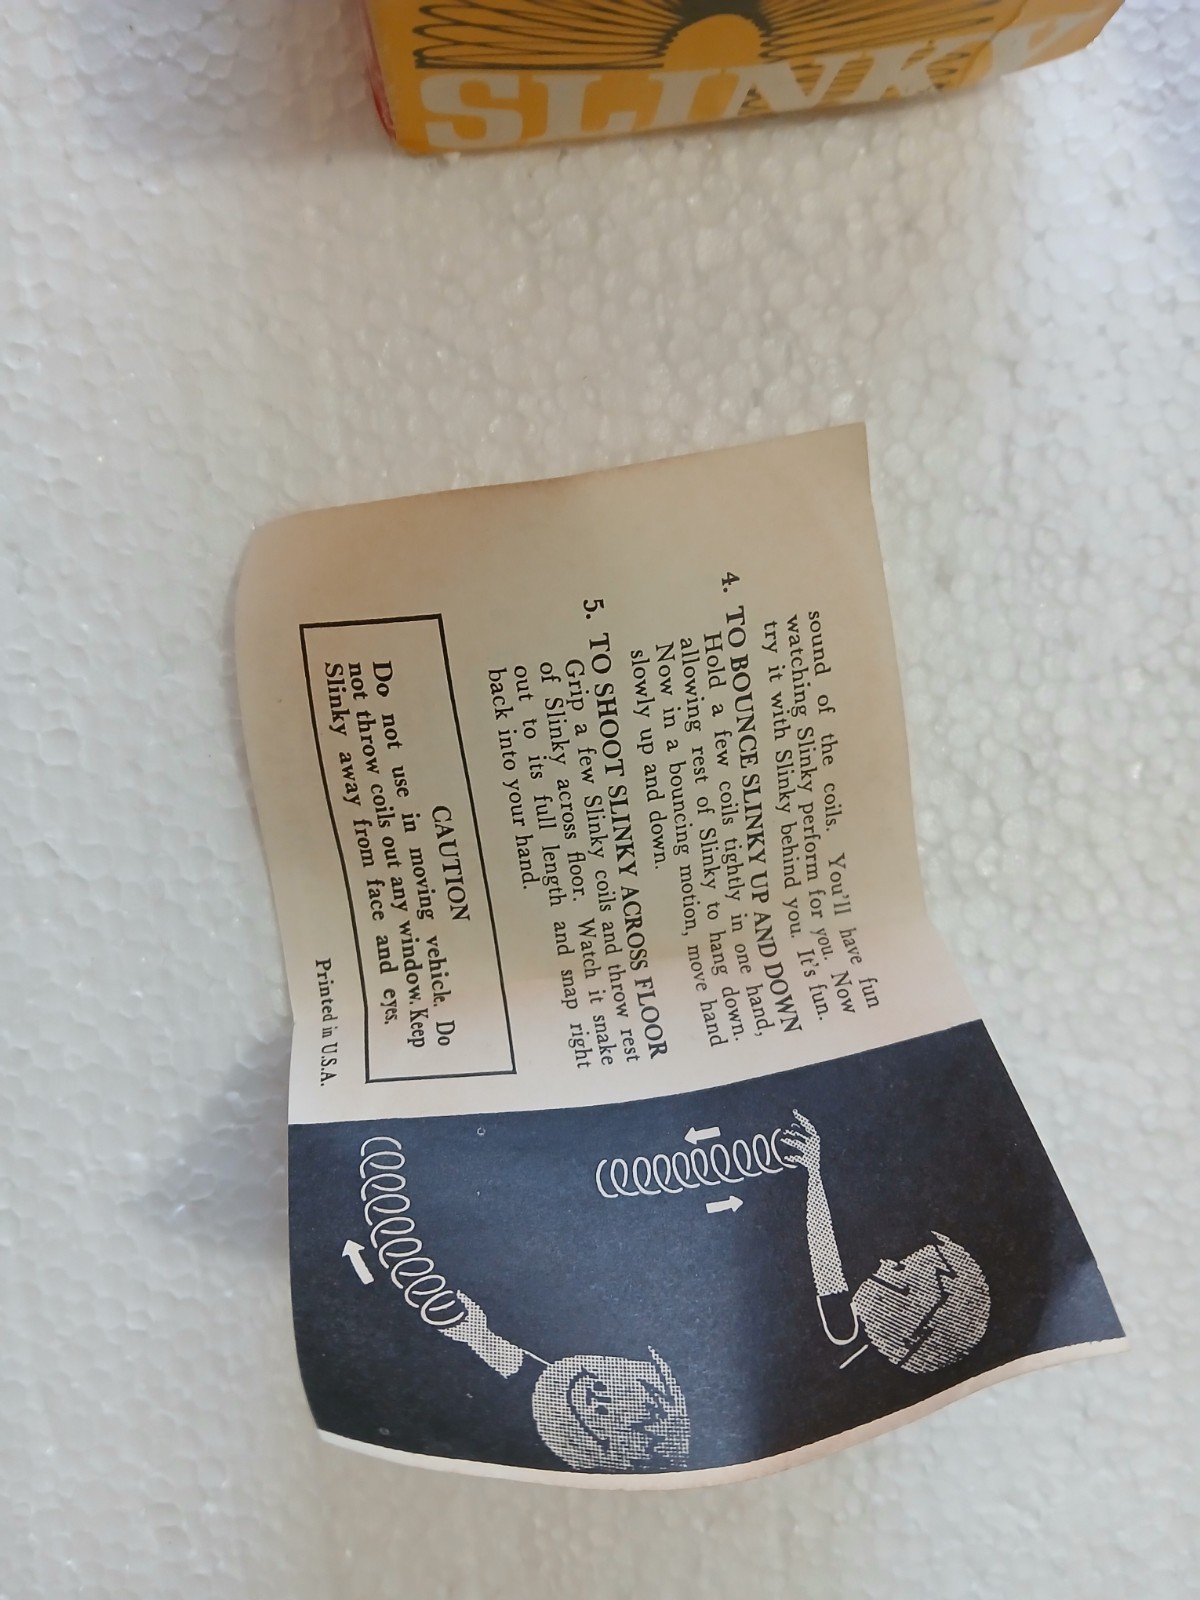 SLINKY
sound of the coils. You'll have fun
watching Slinky perform for you. Now
try it with Slinky behind you. It's fun.
4. TO BOUNCE SLINKY UP AND DOWN
Hold a few coils tightly in one hand,
allowing rest of Slinky to hang down.
Now in a bouncing motion, move hand
slowly up and down.
5. TO SHOOT SLINKY ACROSS FLOOR
Grip a few Slinky coils and throw rest
of Slinky across floor. Watch it snake
out to its full length and snap right
back into your hand.
CAUTION
Do not use in moving vehicle. Do
not throw coils out any window. Keep
Slinky away from face and eyes.
Printed in U.S.A.